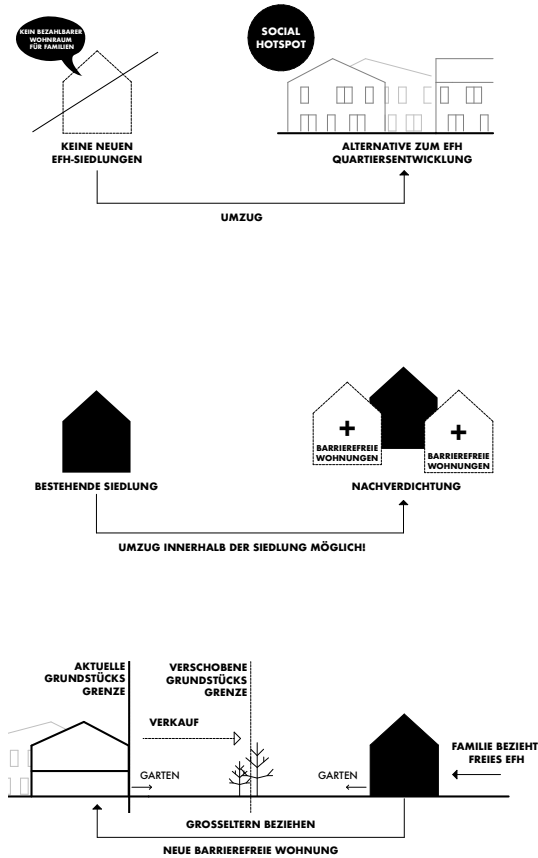 KEIN BEZAHLBARER
WOHNRAUM
FÜR FAMILIEN
SOCIAL
HOTSPOT
KEINE NEUEN
EFH-SIEDLUNGEN
ALTERNATIVE ZUM EFH
QUARTIERSENTWICKLUNG
UMZUG
+
BARRIEREFREIE
WOHNUNGEN
+
BARRIEREFREIE
WOHNUNGEN
BESTEHENDE SIEDLUNG
NACHVERDICHTUNG
UMZUG INNERHALB DER SIEDLUNG MÖGLICH!
AKTUELLE
GRUNDSTÜCKS
GRENZE
VERSCHOBENE
GRUNDSTÜCKS
GRENZE
VERKAUF
GARTEN
GARTEN
FAMILIE BEZIEHT
FREIES EFH
GROSSELTERN BEZIEHEN
NEUE BARRIEREFREIE WOHNUNG